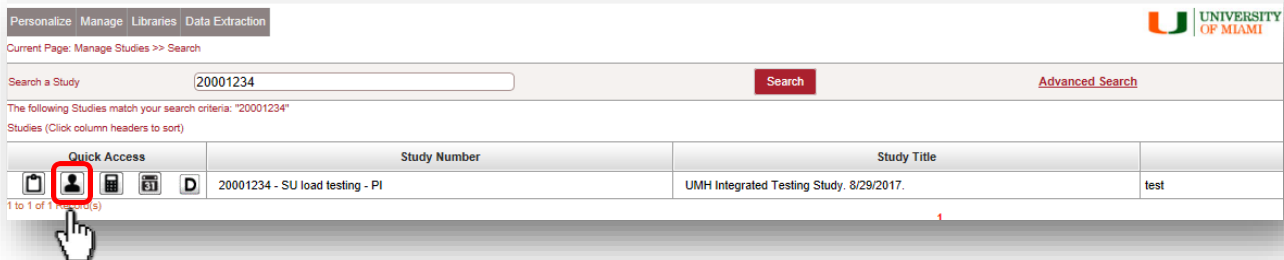 Personalize Manage Libraries Data Extraction
UNIVERSITY
OF MIAMI
Current Page: Manage Studies >> Search
Search a Study 20001234 Search Advanced Search
The following Studies match your search criteria: "20001234"
Studies (Click column headers to sort)
Quick Access Study Number Study Title
31 D 20001234 - SU load testing - PI UMH Integrated Testing Study. 8/29/2017. test
1 to 1 of 1 Record(s)
1